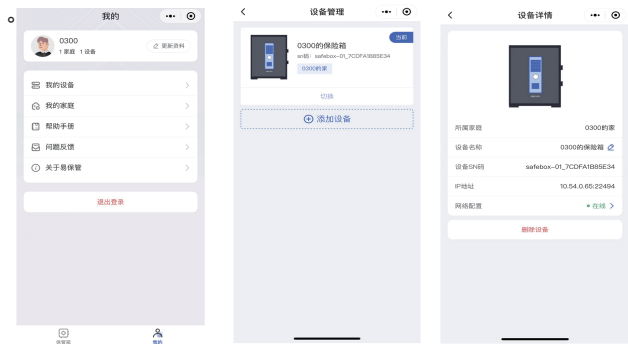 我的
0300
1 家庭 1 设备
更新资料
我的设备
我的家庭
帮助手册
问题反馈
关于易保管
退出登录
保管箱
我的
设备管理
当前
0300的保险箱
sn码: safebox-01_7CDFA1B85E34
0300的家
切换
添加设备
设备详情
所属家庭 0300的家
设备名称 0300的保险箱
设备SN码 safebox-01_7CDFA1B85E34
IP地址 10.54.0.65:22494
网络配置 在线
删除设备